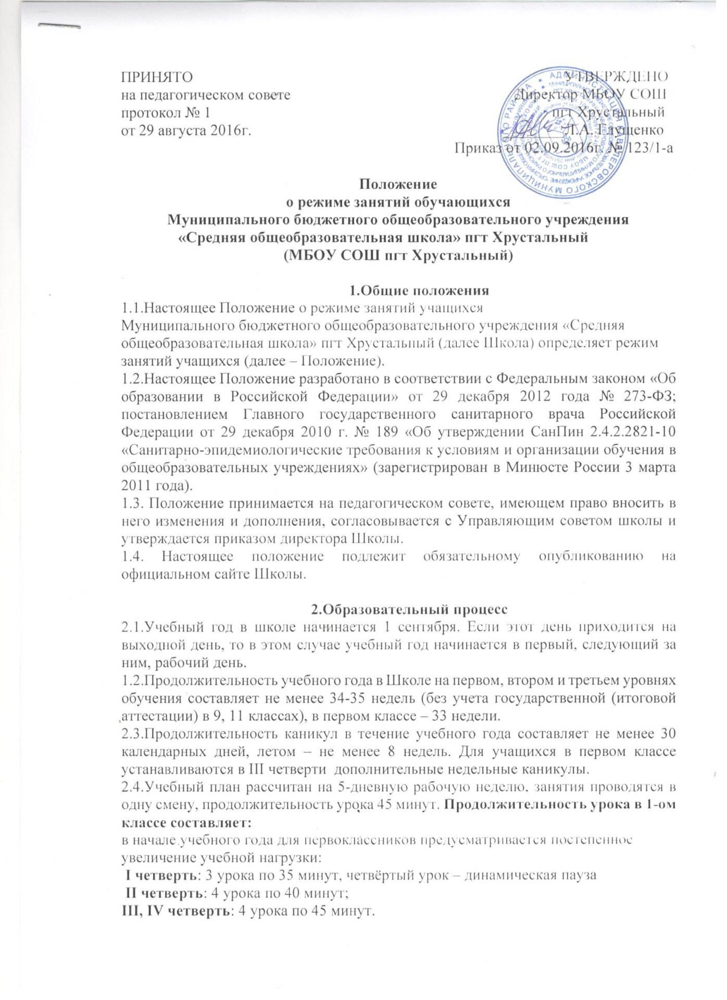 ПРИНЯТО УТВЕРЖДЕНО
на педагогическом совете Директор МБОУ СОШ
протокол № 1 пгт Хрустальный
от 29 августа 2016г. Л.А. Глущенко
Приказ от 02.09.2016г. № 123/1-а
АДМИНИСТРАЦИЯ КАВАЛЕРОВСКОГО МУНИЦИПАЛЬНОГО РАЙОНА
Положение
о режиме занятий обучающихся
Муниципального бюджетного общеобразовательного учреждения
«Средняя общеобразовательная школа» пгт Хрустальный
(МБОУ СОШ пгт Хрустальный)
1.Общие положения
1.1.Настоящее Положение о режиме занятий учащихся
Муниципального бюджетного общеобразовательного учреждения «Средняя
общеобразовательная школа» пгт Хрустальный (далее Школа) определяет режим
занятий учащихся (далее – Положение).
1.2.Настоящее Положение разработано в соответствии с Федеральным законом «Об
образовании в Российской Федерации» от 29 декабря 2012 года № 273-ФЗ;
постановлением Главного государственного санитарного врача Российской
Федерации от 29 декабря 2010 г. № 189 «Об утверждении СанПин 2.4.2.2821-10
«Санитарно-эпидемиологические требования к условиям и организации обучения в
общеобразовательных учреждениях» (зарегистрирован в Минюсте России 3 марта
2011 года).
1.3. Положение принимается на педагогическом совете, имеющем право вносить в
него изменения и дополнения, согласовывается с Управляющим советом школы и
утверждается приказом директора Школы.
1.4. Настоящее положение подлежит обязательному опубликованию на
официальном сайте Школы.
2.Образовательный процесс
2.1.Учебный год в школе начинается 1 сентября. Если этот день приходится на
выходной день, то в этом случае учебный год начинается в первый, следующий за
ним, рабочий день.
1.2.Продолжительность учебного года в Школе на первом, втором и третьем уровнях
обучения составляет не менее 34-35 недель (без учета государственной (итоговой
аттестации) в 9, 11 классах), в первом классе – 33 недели.
2.3.Продолжительность каникул в течение учебного года составляет не менее 30
календарных дней, летом – не менее 8 недель. Для учащихся в первом классе
устанавливаются в III четверти дополнительные недельные каникулы.
2.4.Учебный план рассчитан на 5-дневную рабочую неделю, занятия проводятся в
одну смену, продолжительность урока 45 минут. Продолжительность урока в 1-ом
классе составляет:
в начале учебного года для первоклассников предусматривается постепенное
увеличение учебной нагрузки:
I четверть: 3 урока по 35 минут, четвёртый урок – динамическая пауза
II четверть: 4 урока по 40 минут;
III, IV четверть: 4 урока по 45 минут.